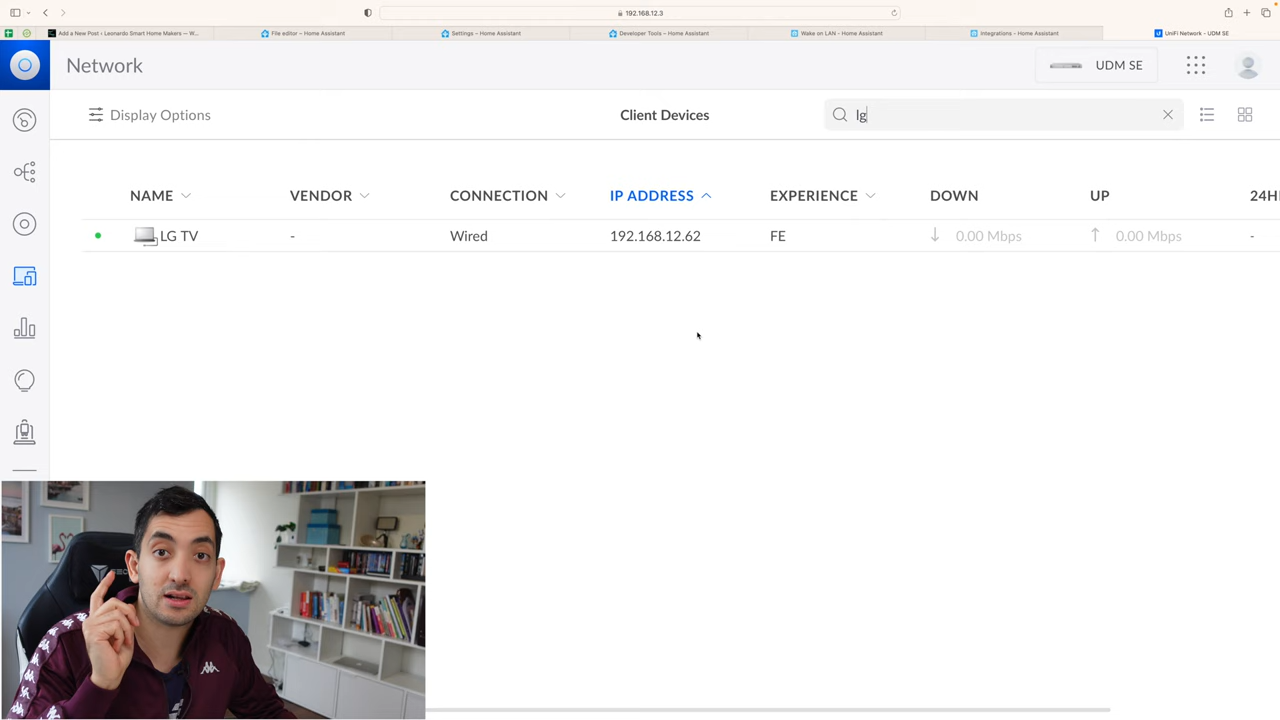 192.168.12.3
Add a New Post ‹ Leonardo Smart Home Makers — W...
File editor – Home Assistant
Settings – Home Assistant
Developer Tools – Home Assistant
Wake on LAN - Home Assistant
Integrations – Home Assistant
UniFi Network - UDM SE
Network
UDM SE
Display Options
Client Devices
lg
NAME
VENDOR
CONNECTION
IP ADDRESS
EXPERIENCE
DOWN
UP
LG TV
-
Wired
192.168.12.62
FE
0.00 Mbps
0.00 Mbps
-